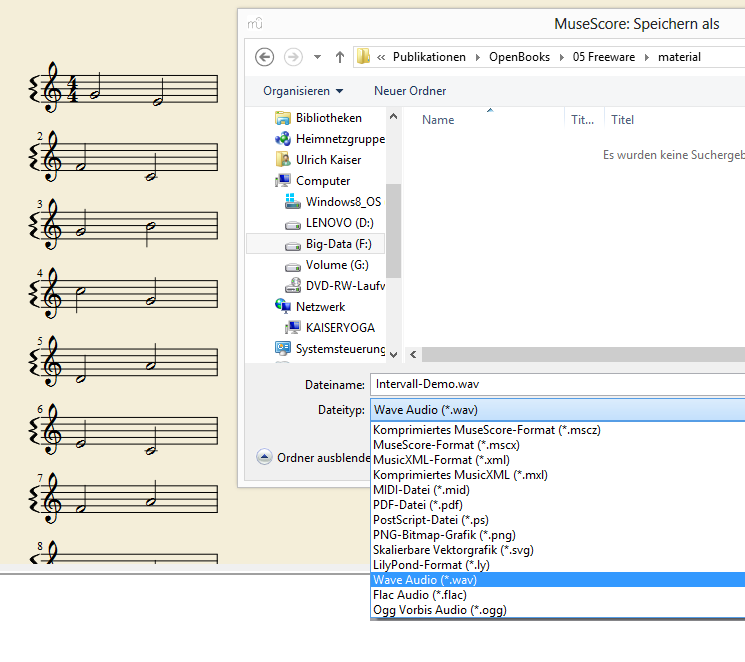 MuseScore: Speichern als
« Publikationen OpenBooks 05 Freeware material
Organisieren Neuer Ordner
Bibliotheken
Heimnetzgruppe
Ulrich Kaiser
Computer
Windows8_OS
LENOVO (D:)
Big-Data (F:)
Volume (G:)
DVD-RW-Laufw
Netzwerk
KAISERYOGA
Systemsteuerung
Name Tit... Titel
Es wurden keine Suchergeb
Dateiname: Intervall-Demo.wav
Dateityp: Wave Audio (*.wav)
Komprimiertes MuseScore-Format (*.mscz)
MuseScore-Format (*.mscx)
MusicXML-Format (*.xml)
Komprimiertes MusicXML (*.mxl)
MIDI-Datei (*.mid)
PDF-Datei (*.pdf)
PostScript-Datei (*.ps)
PNG-Bitmap-Grafik (*.png)
Skalierbare Vektorgrafik (*.svg)
LilyPond-Format (*.ly)
Wave Audio (*.wav)
Flac Audio (*.flac)
Ogg Vorbis Audio (*.ogg)
Ordner ausblende
4
4
2
3
4
5
6
7
8